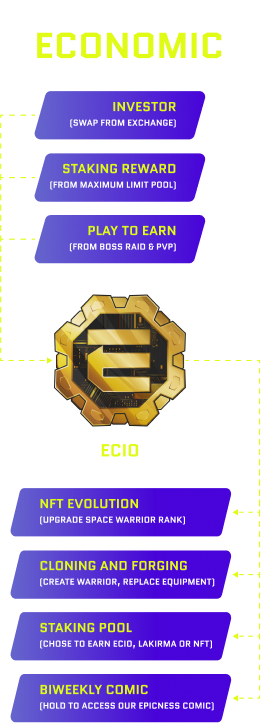 ECONOMIC
INVESTOR
(SWAP FROM EXCHANGE)
STAKING REWARD
(FROM MAXIMUM LIMIT POOL)
PLAY TO EARN
(FROM BOSS RAID & PVP)
E
ECIO
NFT EVOLUTION
(UPGRADE SPACE WARRIOR RANK)
CLONING AND FORGING
(CREATE WARRIOR, REPLACE EQUIPMENT)
STAKING POOL
(CHOSE TO EARN ECIO, LAKIRMA OR NFT)
BIWEEKLY COMIC
(HOLD TO ACCESS OUR EPICNESS COMIC)